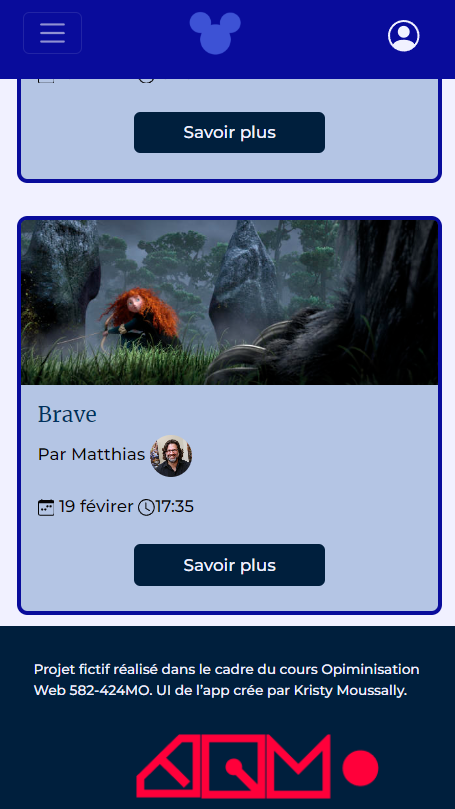 Savoir plus
Brave
Par Matthias
19 févirer 17:35
Savoir plus
Projet fictif réalisé dans le cadre du cours Opiminisation
Web 582-424MO. UI de l'app crée par Kristy Moussally.